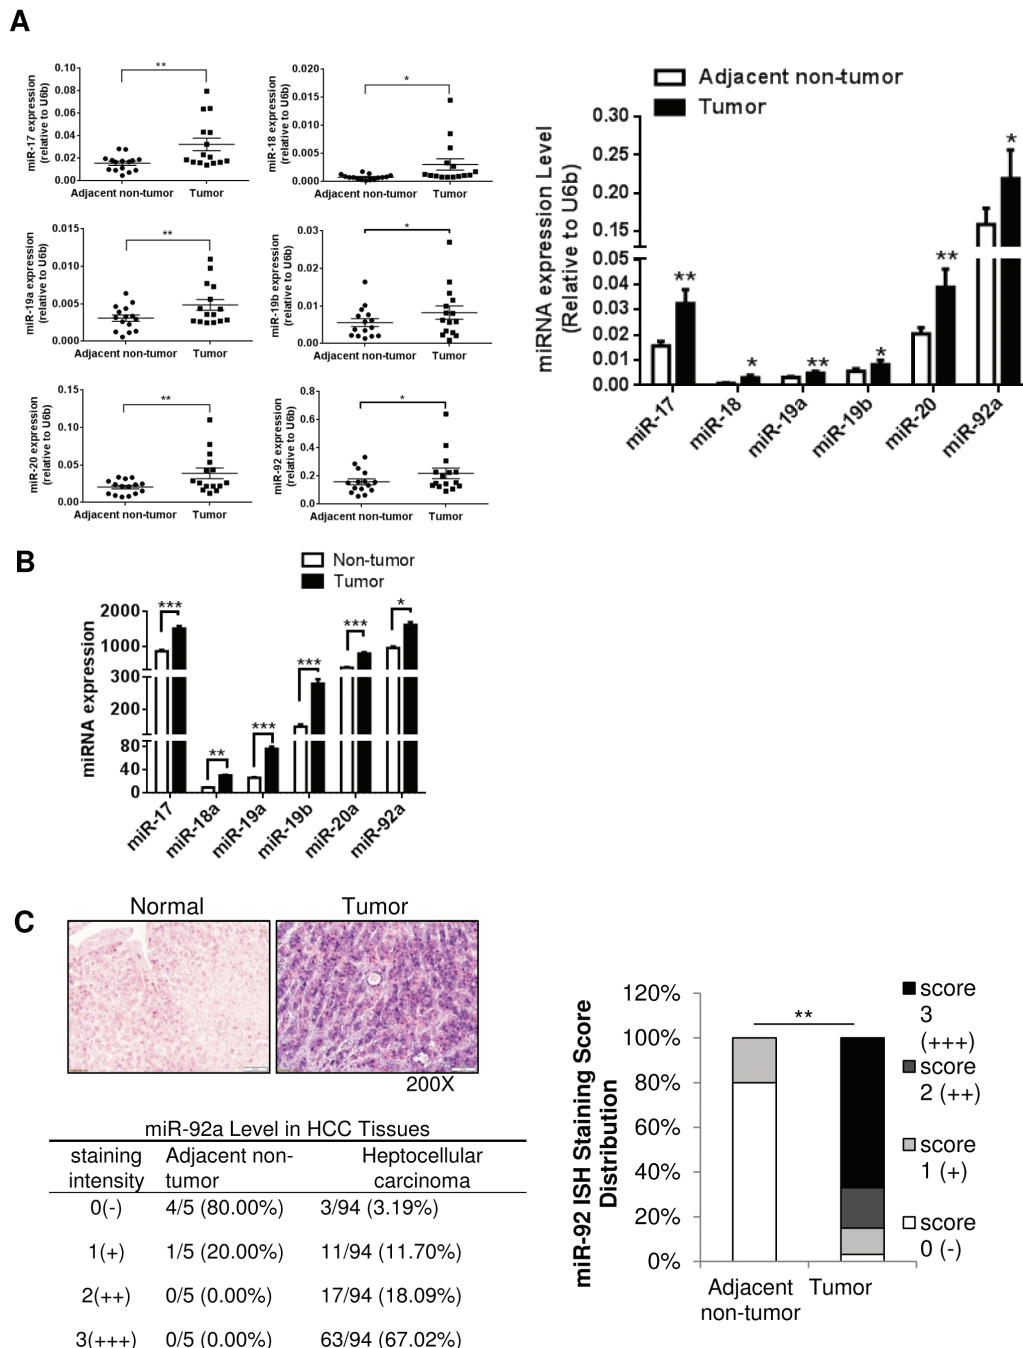 A
miR-17 expression
(relative to U6b)
0.10
0.08
0.06
0.04
0.02
0.00
**
Adjacent non-tumor
Tumor
miR-18 expression
(relative to U6b)
0.020
0.015
0.010
0.005
0.000
*
Adjacent non-tumor
Tumor
miR-19a expression
(relative to U6b)
0.015
0.010
0.005
0.000
**
Adjacent non-tumor
Tumor
miR-19b expression
(relative to U6b)
0.03
0.02
0.01
0.00
*
Adjacent non-tumor
Tumor
miR-20 expression
(relative to U6b)
0.15
0.10
0.05
0.00
**
Adjacent non-tumor
Tumor
miR-92 expression
(relative to U6b)
0.8
0.6
0.4
0.2
0.0
*
Adjacent non-tumor
Tumor
Adjacent non-tumor
Tumor
miRNA expression Level
(Relative to U6b)
0.30
0.25
0.20
0.15
0.05
0.04
0.03
0.02
0.01
0.00
**
*
**
*
**
*
miR-17
miR-18
miR-19a
miR-19b
miR-20
miR-92a
B
Non-tumor
Tumor
miRNA expression
2000
1000
300
200
80
40
0
***
**
***
***
***
*
miR-17
miR-18a
miR-19a
miR-19b
miR-20a
miR-92a
C
Normal
Tumor
200X
miR-92a Level in HCC Tissues
staining intensity
Adjacent non-tumor
Heptocellular carcinoma
0(-) 4/5 (80.00%) 3/94 (3.19%)
1(+) 1/5 (20.00%) 11/94 (11.70%)
2(++) 0/5 (0.00%) 17/94 (18.09%)
3(+++) 0/5 (0.00%) 63/94 (67.02%)
miR-92 ISH Staining Score
Distribution
120%
100%
80%
60%
40%
20%
0%
**
Adjacent
non-tumor
Tumor
score
3
(+++)
score
2 (++)
score
1 (+)
score
0 (-)